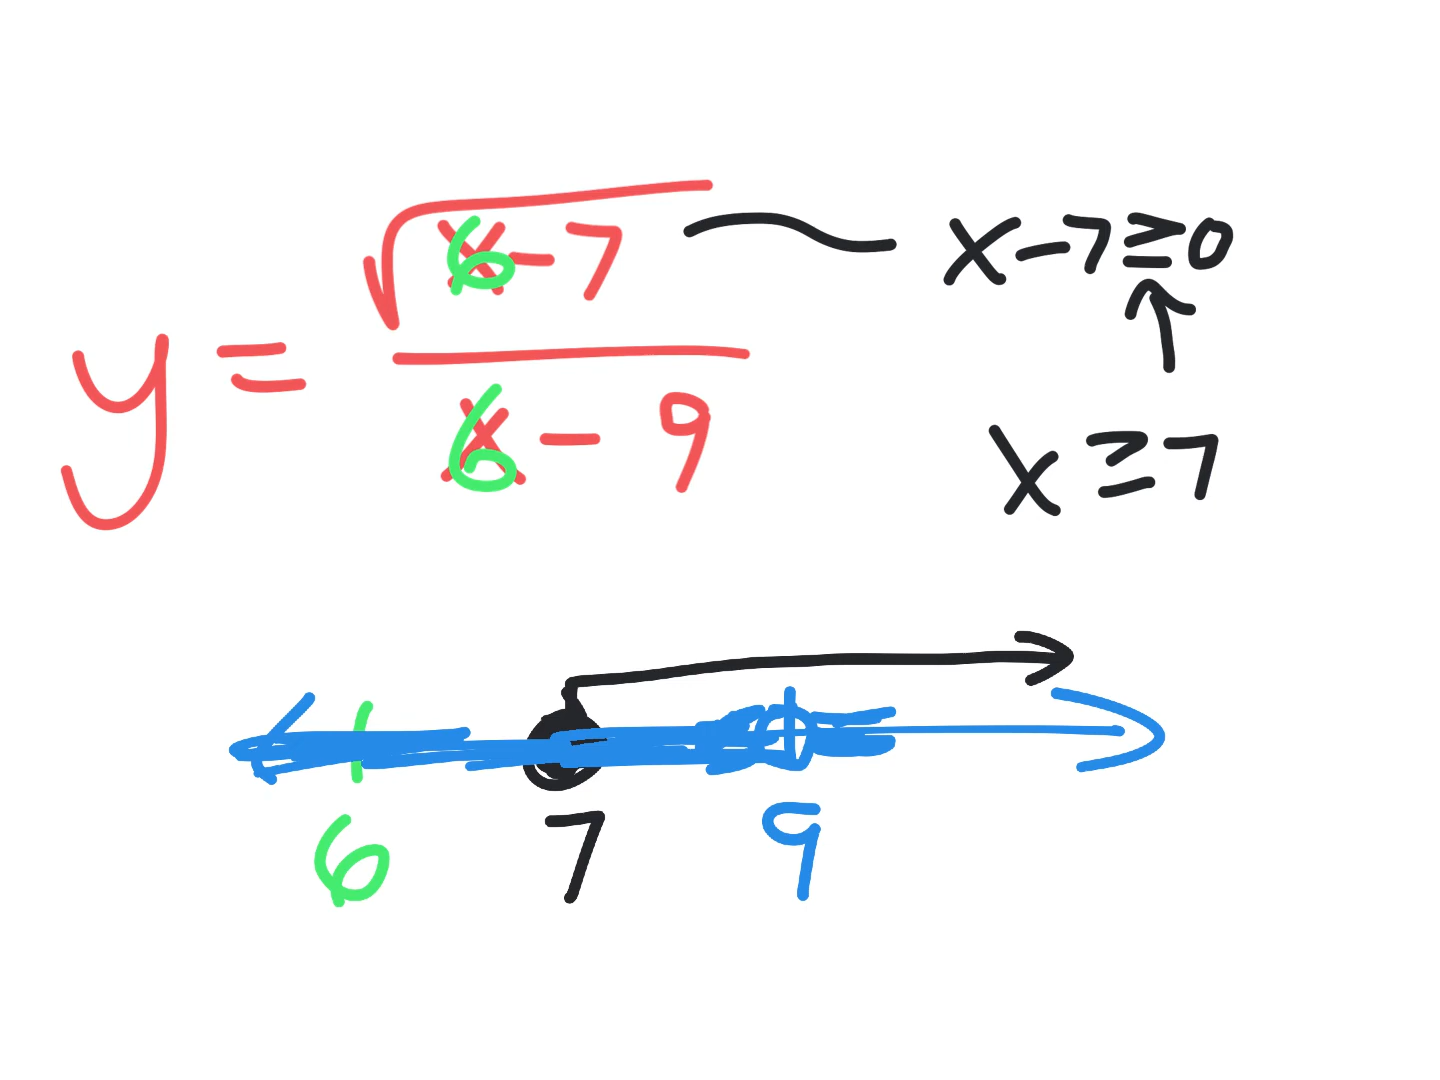 y = √(x - 7) / (x - 9)
6
6
x - 7 ≥ 0
x ≥ 7
6 7 9